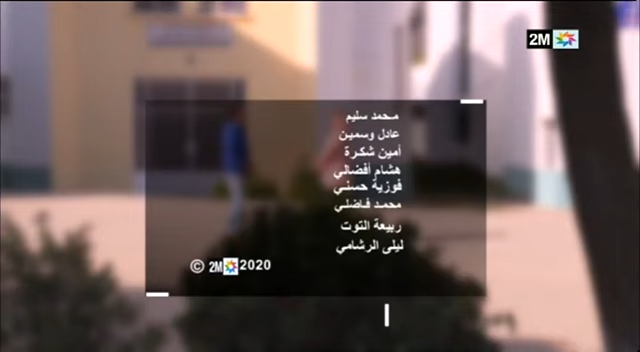 2M
محمد سليم
عادل وسمين
أمين شكرة
هشام أفضالي
فوزية حسني
محمد فاضلي
ربيعة التوت
ليلى الرشامي
© 2M 2020